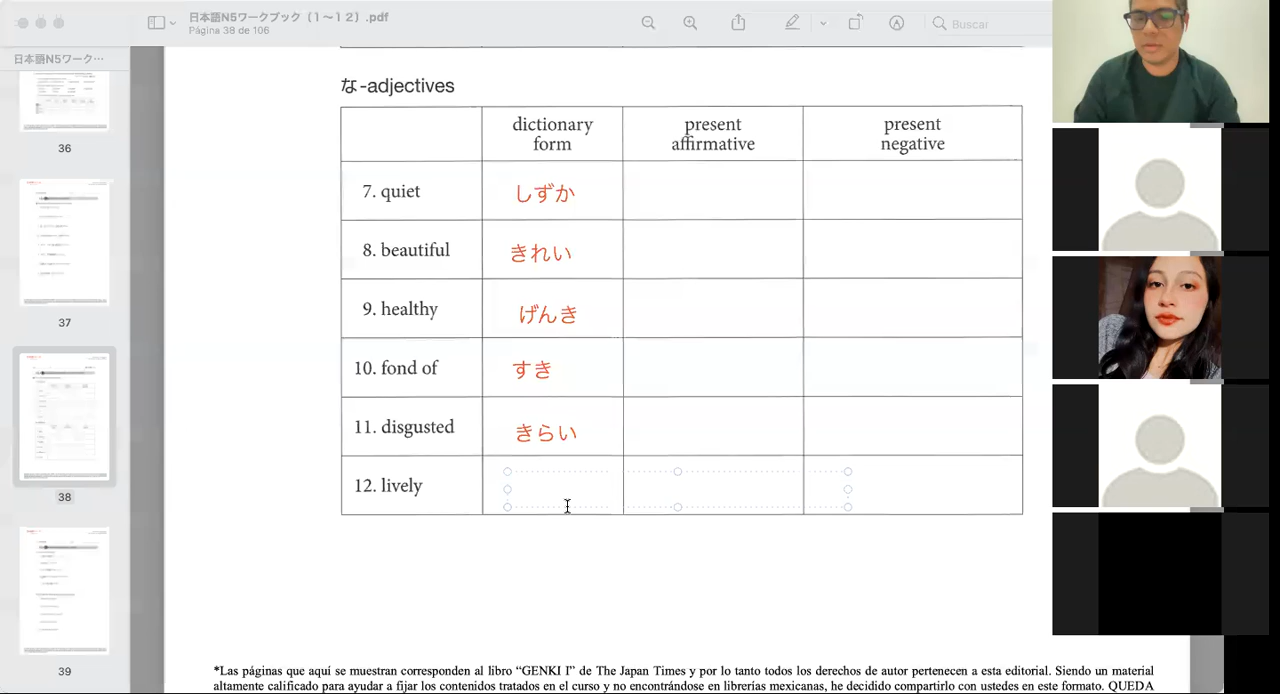 日本語N5ワークブック（1〜12）.pdf
Página 38 de 106
Buscar
日本語N5ワーク…
36
37
38
39
な-adjectives
dictionary form
present affirmative
present negative
7. quiet
しずか
8. beautiful
きれい
9. healthy
げんき
10. fond of
すき
11. disgusted
きらい
12. lively
*Las páginas que aquí se muestran corresponden al libro “GENKI I” de The Japan Times y por lo tanto todos los derechos de autor pertenecen a esta editorial. Siendo un material
altamente calificado para ayudar a fijar los contenidos tratados en el curso y no encontrándose en librerías mexicanas, he decidido compartirlo con ustedes en este formato. QUEDA